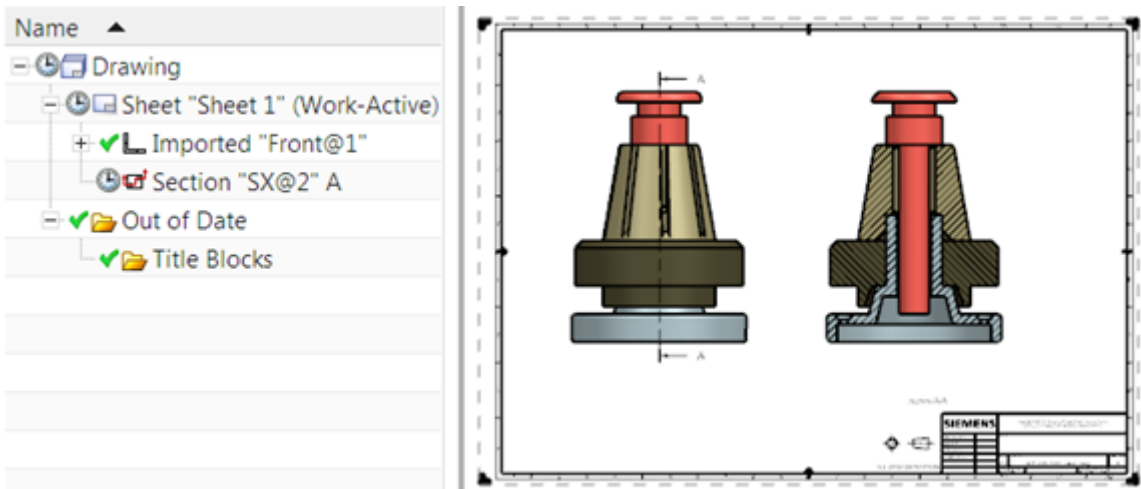 Name
Drawing
Sheet "Sheet 1" (Work-Active)
Imported "Front@1"
Section "SX@2" A
Out of Date
Title Blocks
A
A
SIEMENS